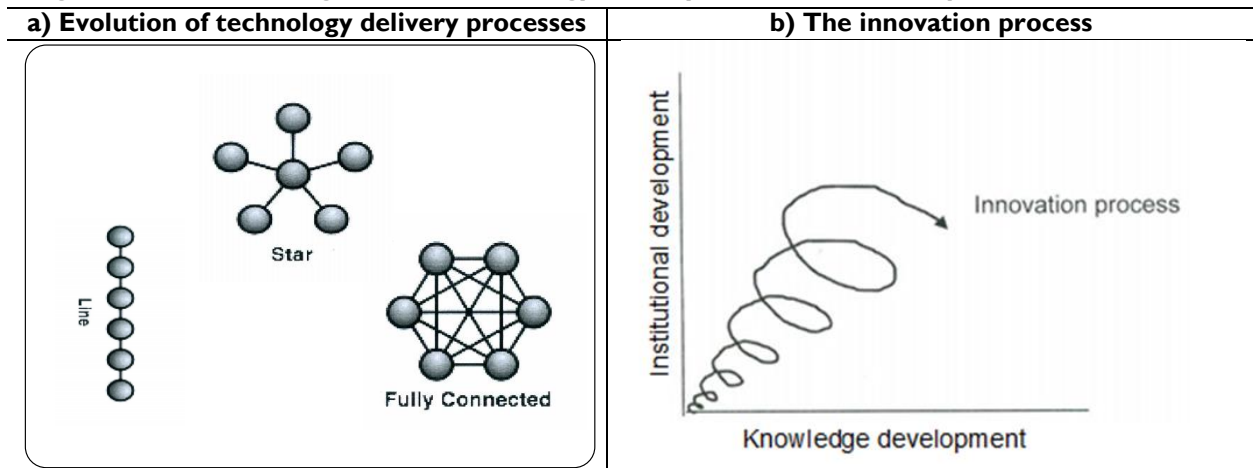 a) Evolution of technology delivery processes
b) The innovation process
Star
Line
Fully Connected
Institutional development
Innovation process
Knowledge development